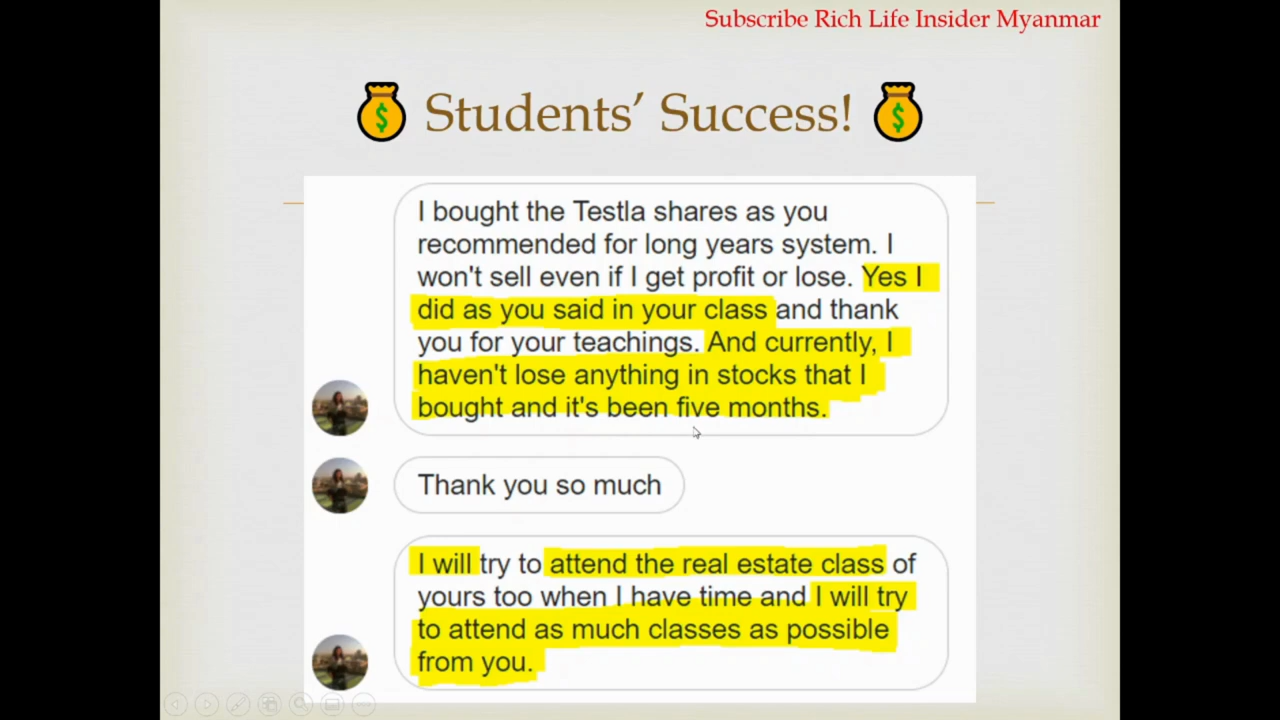 Subscribe Rich Life Insider Myanmar
Students’ Success!
I bought the Testla shares as you
recommended for long years system. I
won't sell even if I get profit or lose. Yes I
did as you said in your class and thank
you for your teachings. And currently, I
haven't lose anything in stocks that I
bought and it's been five months.
Thank you so much
I will try to attend the real estate class of
yours too when I have time and I will try
to attend as much classes as possible
from you.